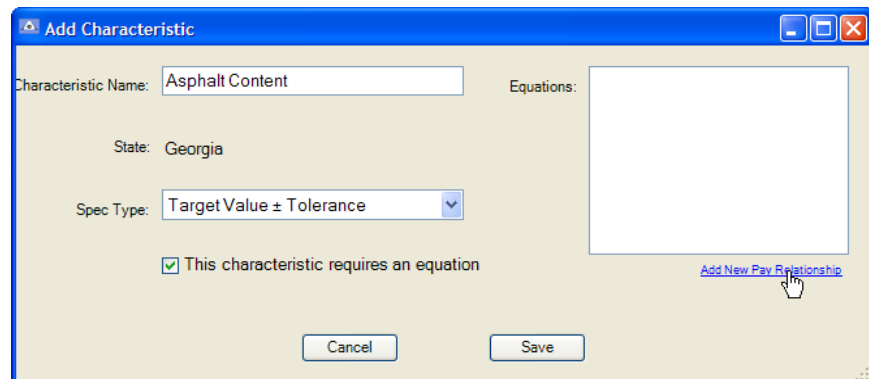 Add Characteristic
Characteristic Name: Asphalt Content
Equations:
State: Georgia
Spec Type: Target Value ± Tolerance
This characteristic requires an equation
Add New Pay Relationship
Cancel Save